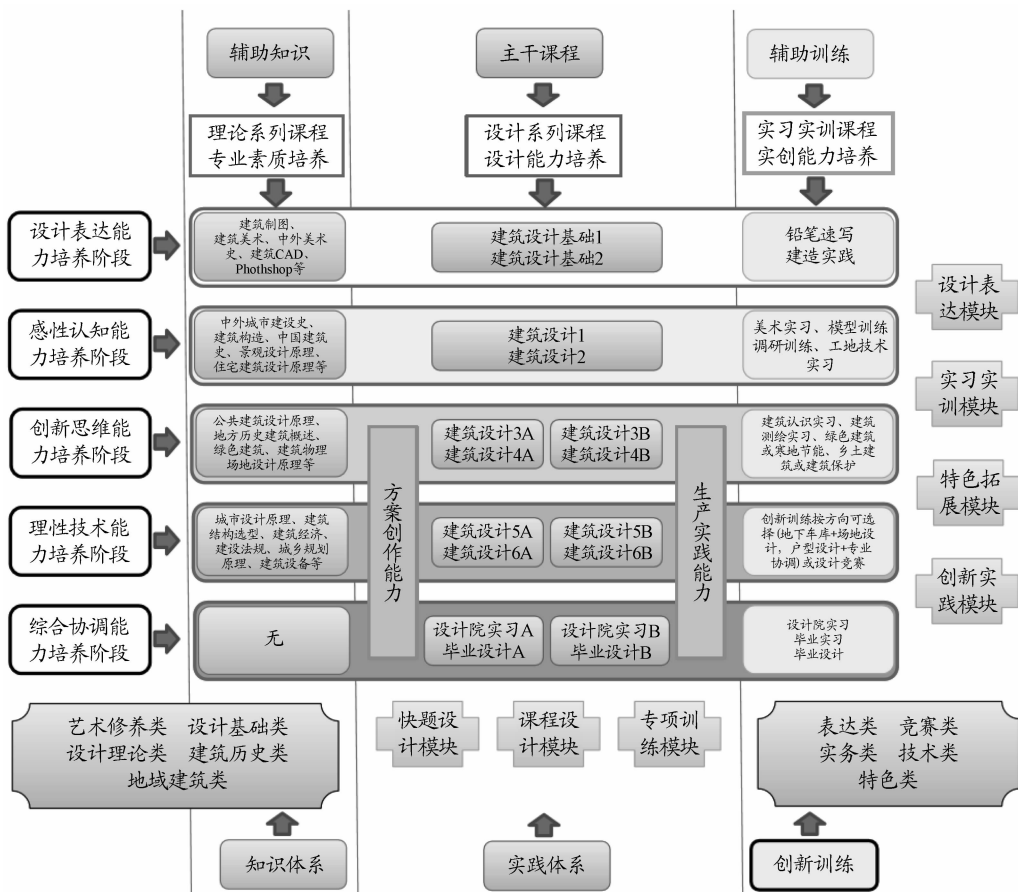 辅助知识
主干课程
辅助训练
理论系列课程
专业素质培养
设计系列课程
设计能力培养
实习实训课程
实创能力培养
设计表达能
力培养阶段
建筑制图、
建筑美术、中外美术
史、建筑CAD、
Phothshop等
建筑设计基础1
建筑设计基础2
铅笔速写
建造实践
感性认知能
力培养阶段
中外城市建设史、
建筑构造、中国建筑
史、景观设计原理、
住宅建筑设计原理等
建筑设计1
建筑设计2
美术实习、模型训练
调研训练、工地技术
实习
创新思维能
力培养阶段
公共建筑设计原理、
地方历史建筑概述、
绿色建筑、建筑物理
场地设计原理等
建筑设计3A
建筑设计4A
建筑设计3B
建筑设计4B
建筑认识实习、建筑
测绘实习、绿色建筑
或寒地节能、乡土建
筑或建筑保护
理性技术能
力培养阶段
城市设计原理、建筑
结构选型、建筑经济、
建设法规、城乡规划
原理、建筑设备等
建筑设计5A
建筑设计6A
建筑设计5B
建筑设计6B
创新训练按方向可选
择(地下车库+场地设
计，户型设计+专业
协调)或设计竞赛
综合协调能
力培养阶段
无
设计院实习A
毕业设计A
设计院实习B
毕业设计B
设计院实习
毕业实习
毕业设计
方案创作能力
生产实践能力
设计表
达模块
实习实
训模块
特色拓
展模块
创新实
践模块
艺术修养类 设计基础类
设计理论类 建筑历史类
地域建筑类
快题设
计模块
课程设
计模块
专项训
练模块
表达类 竞赛类
实务类 技术类
特色类
知识体系
实践体系
创新训练